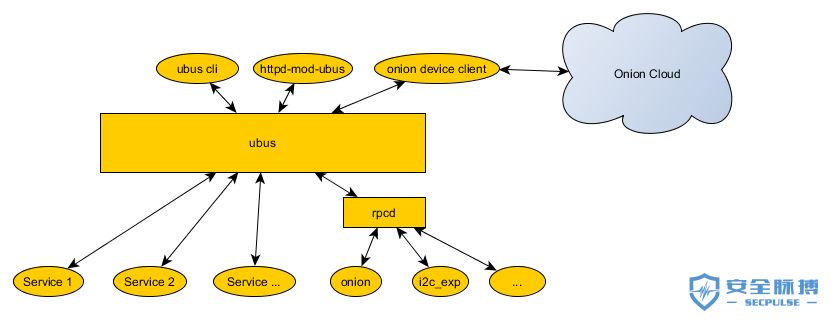 ubus cli
httpd-mod-ubus
onion device client
Onion Cloud
ubus
rpcd
Service 1
Service 2
Service ...
onion
i2c_exp
...
安全脉搏
SECPULSE